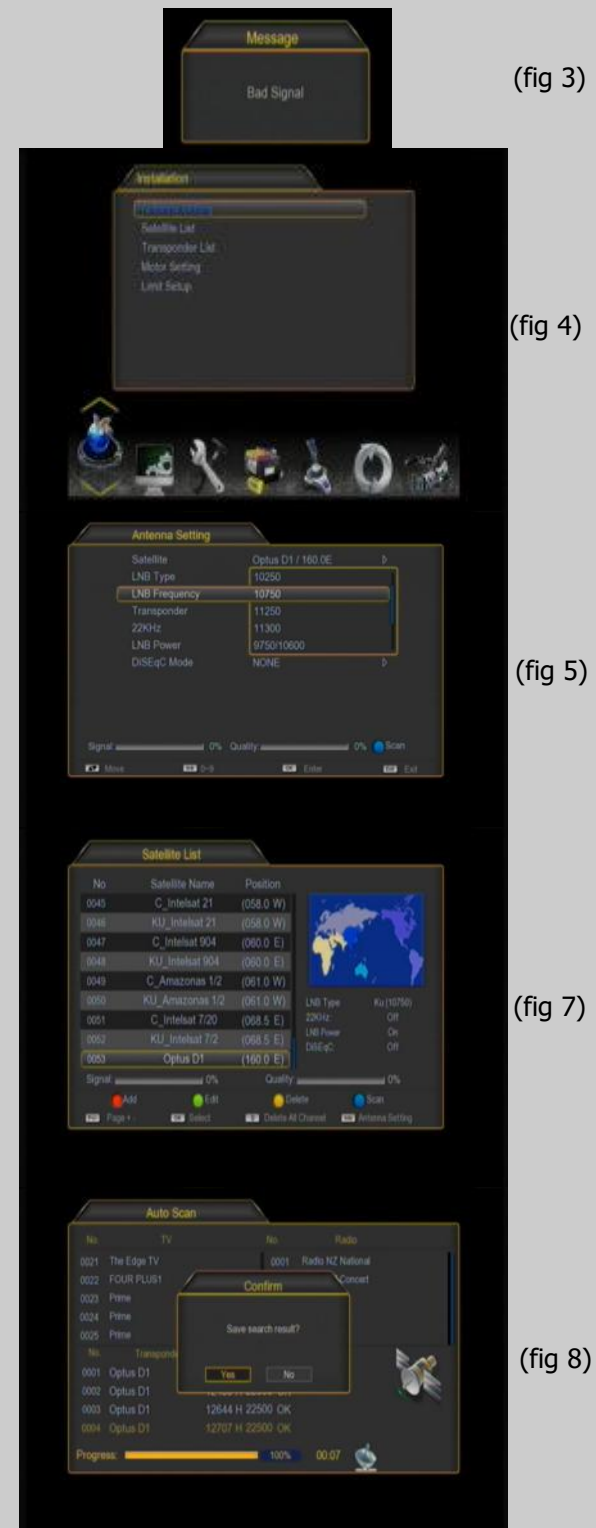 Message
Bad Signal
(fig 3)
Installation
Satellite List
Transponder List
Motor Setting
Limit Setup
(fig 4)
Antenna Setting
Satellite Optus D1 / 160.0E
LNB Type 10250
LNB Frequency 10750
Transponder 11250
22KHz 11300
LNB Power 9750/10600
DiSEqC Mode NONE
Signal: 0% Quality: 0% Scan
Move 0~9 Enter Exit
(fig 5)
Satellite List
No Satellite Name Position
0045 C_Intelsat 21 (058.0 W)
0046 KU_Intelsat 21 (058.0 W)
0047 C_Intelsat 904 (060.0 E)
0048 KU_Intelsat 904 (060.0 E)
0049 C_Amazonas 1/2 (061.0 W)
0050 KU_Amazonas 1/2 (061.0 W)
0051 C_Intelsat 7/20 (068.5 E)
0052 KU_Intelsat 7/2 (068.5 E)
0053 Optus D1 (160.0 E)
LNB Type Ku (10750)
22KHz Off
LNB Power On
DiSEqC Off
Signal: 0% Quality: 0%
Add Edit Delete Scan
Page + - Select Delete All Channel Antenna Setting
(fig 7)
Auto Scan
No. TV No. Radio
0021 The Edge TV 0001 Radio NZ National
0022 FOUR PLUS1 Concert
0023 Prime
0024 Prime
0025 Prime
Confirm
Save search result?
Yes No
No. Transponde
0001 Optus D1
0002 Optus D1
0003 Optus D1 12644 H 22500 OK
0004 Optus D1 12707 H 22500 OK
Progress: 100% 00:07
(fig 8)